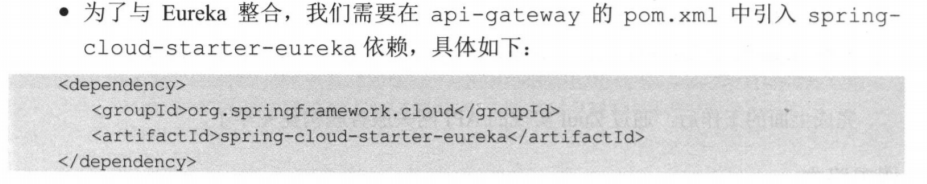 • 为了与 Eureka 整合，我们需要在 api-gateway 的 pom.xml 中引入 spring-
cloud-starter-eureka 依赖，具体如下：
<dependency>
<groupId>org.springframework.cloud</groupId>
<artifactId>spring-cloud-starter-eureka</artifactId>
</dependency>